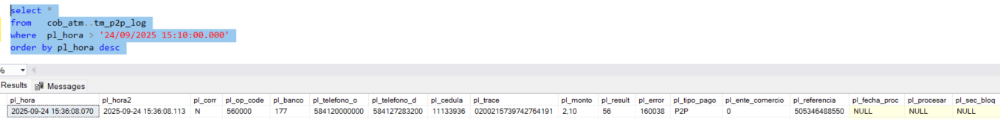 select *
from cob_atm..tm_p2p_log
where pl_hora > '24/09/2025 15:10:00.000'
order by pl_hora desc
%
Results Messages
pl_hora pl_hora2 pl_corr pl_op_code pl_banco pl_telefono_o pl_telefono_d pl_cedula pl_trace pl_monto pl_result pl_error pl_tipo_pago pl_ente_comercio pl_referencia pl_fecha_proc pl_procesar pl_sec_bloq
2025-09-24 15:36:08.070 2025-09-24 15:36:08.113 N 560000 177 584120000000 584127283200 11133936 0200215739742764191 2,10 56 160038 P2P 0 505346488550 NULL NULL NULL